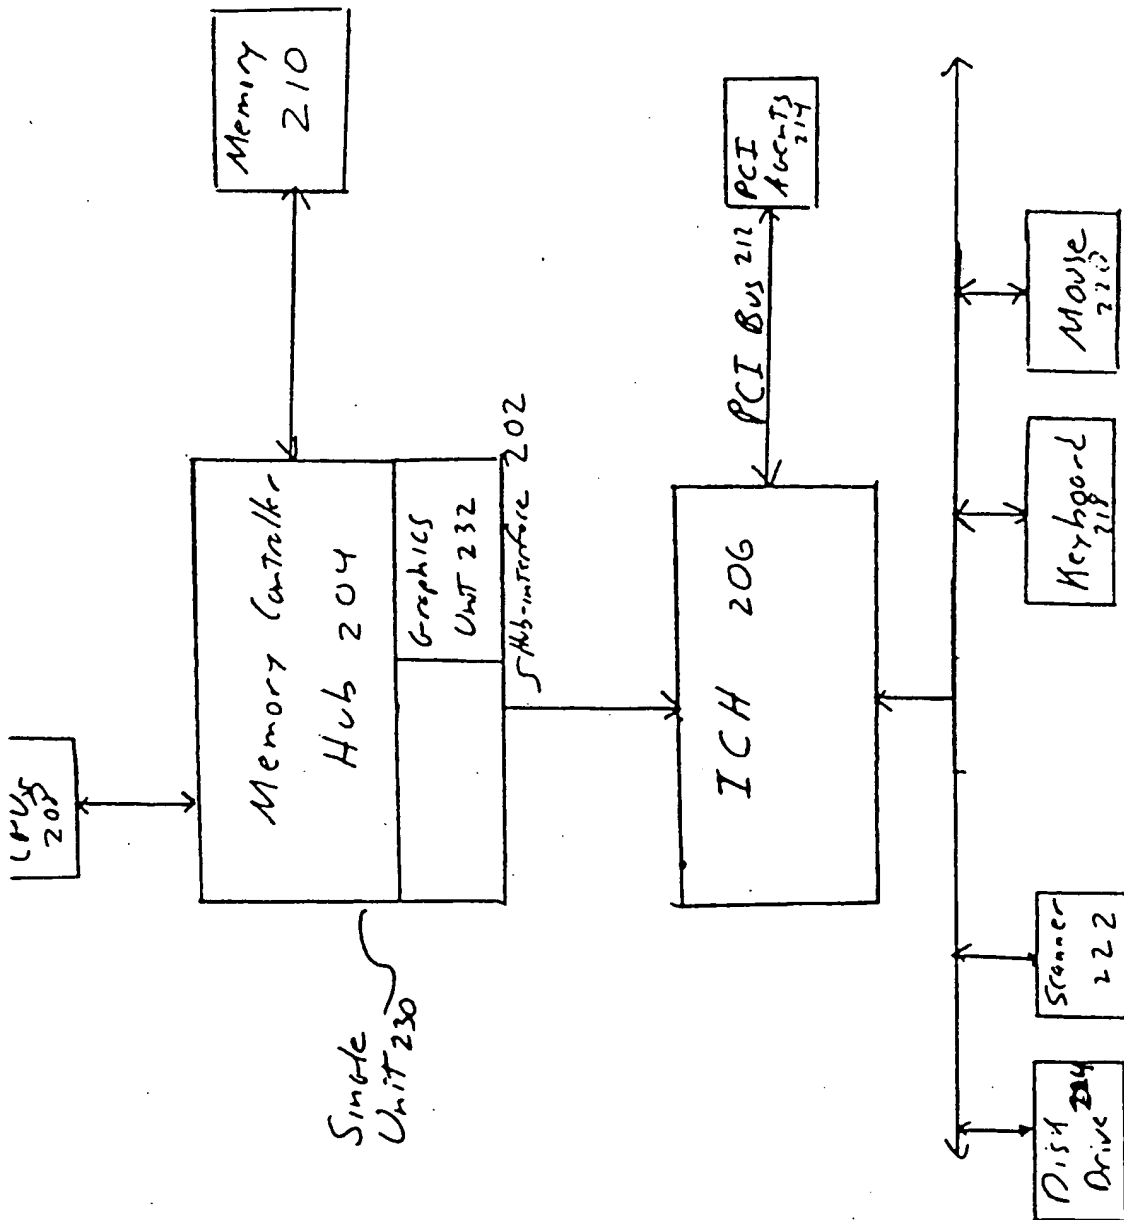 CPUs
Memory
210
Memory Controller
Hub 204
Graphics
Unit 232
Single
Unit 230
Hub-interface 202
ICH 206
PCI Bus 212
PCI
Agents
214
Disk
Drive 224
Scanner
222
Keyboard
218
Mouse
220